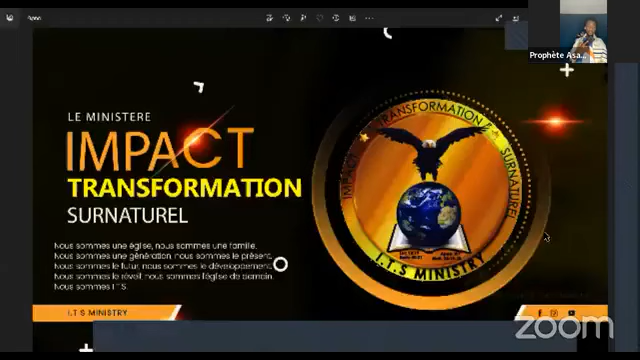 Prophète Asa...
LE MINISTERE
IMPACT
TRANSFORMATION
SURNATUREL
Nous sommes une église, nous sommes une famille.
Nous sommes une génération, nous sommes le présent.
Nous sommes le futur, nous sommes le développement.
Nous sommes le réveil, nous sommes l'église de demain.
Nous sommes I.T.S.
I.T.S MINISTRY
IMPACT TRANSFORMATION SURNATUREL
I.T.S MINISTRY
zoom